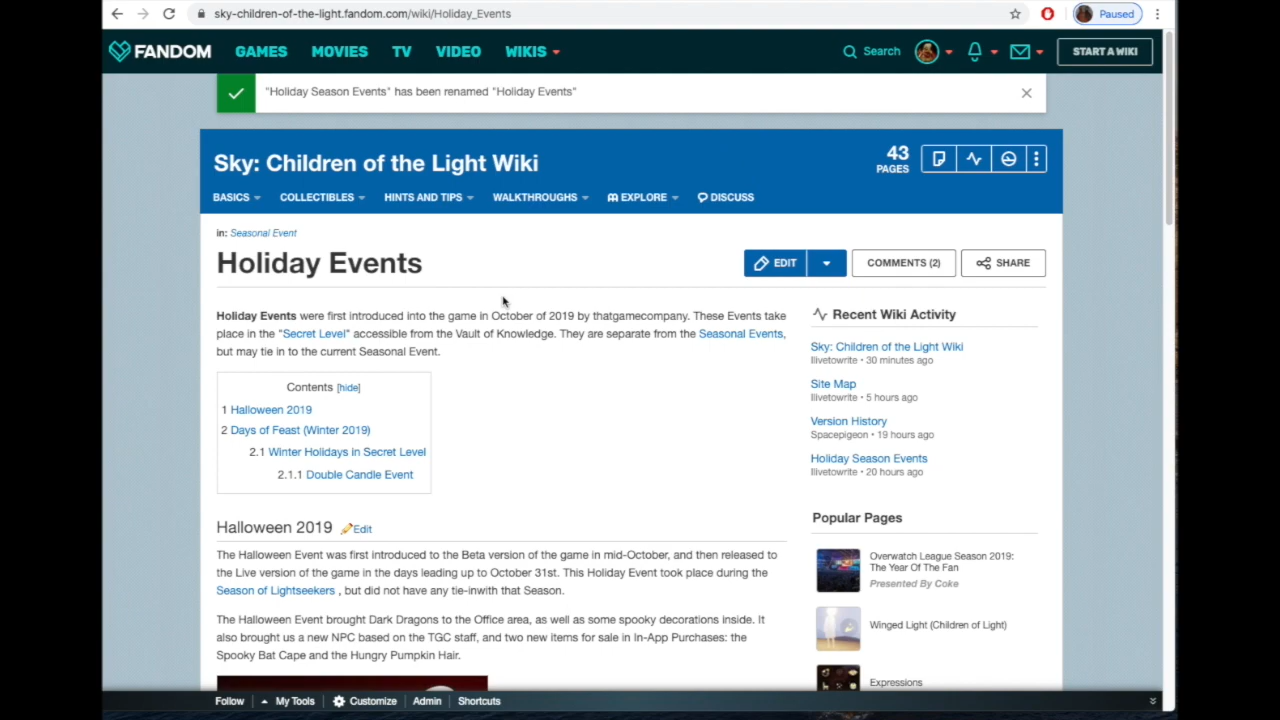 sky-children-of-the-light.fandom.com/wiki/Holiday_Events
Paused
FANDOM
GAMES
MOVIES
TV
VIDEO
WIKIS
Search
START A WIKI
"Holiday Season Events" has been renamed "Holiday Events"
Sky: Children of the Light Wiki
43
PAGES
BASICS
COLLECTIBLES
HINTS AND TIPS
WALKTHROUGHS
EXPLORE
DISCUSS
in: Seasonal Event
Holiday Events
EDIT
COMMENTS (2)
SHARE
Holiday Events were first introduced into the game in October of 2019 by thatgamecompany. These Events take
place in the "Secret Level" accessible from the Vault of Knowledge. They are separate from the Seasonal Events,
but may tie in to the current Seasonal Event.
Contents [hide]
1 Halloween 2019
2 Days of Feast (Winter 2019)
2.1 Winter Holidays in Secret Level
2.1.1 Double Candle Event
Halloween 2019
Edit
The Halloween Event was first introduced to the Beta version of the game in mid-October, and then released to
the Live version of the game in the days leading up to October 31st. This Holiday Event took place during the
Season of Lightseekers , but did not have any tie-inwith that Season.
The Halloween Event brought Dark Dragons to the Office area, as well as some spooky decorations inside. It
also brought us a new NPC based on the TGC staff, and two new items for sale in In-App Purchases: the
Spooky Bat Cape and the Hungry Pumpkin Hair.
Recent Wiki Activity
Sky: Children of the Light Wiki
Ilivetowrite • 30 minutes ago
Site Map
Ilivetowrite • 5 hours ago
Version History
Spacepigeon • 19 hours ago
Holiday Season Events
Ilivetowrite • 20 hours ago
Popular Pages
Overwatch League Season 2019:
The Year Of The Fan
Presented By Coke
Winged Light (Children of Light)
Expressions
Follow
My Tools
Customize
Admin
Shortcuts